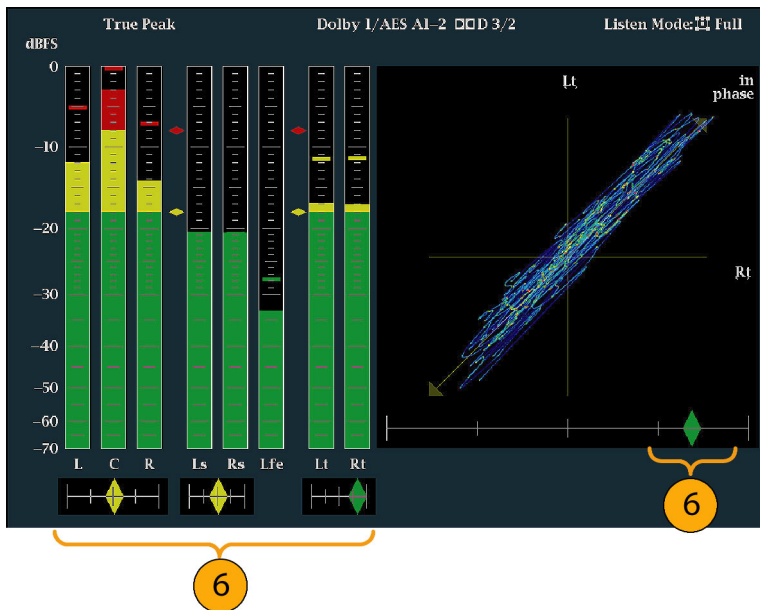 True Peak Dolby 1/AES A1–2 DD D 3/2 Listen Mode: Full
dBFS
0
–10
–20
–30
–40
–50
–60
–70
L C R Ls Rs Lfe Lt Rt
Lt
in
phase
Rt
6
6